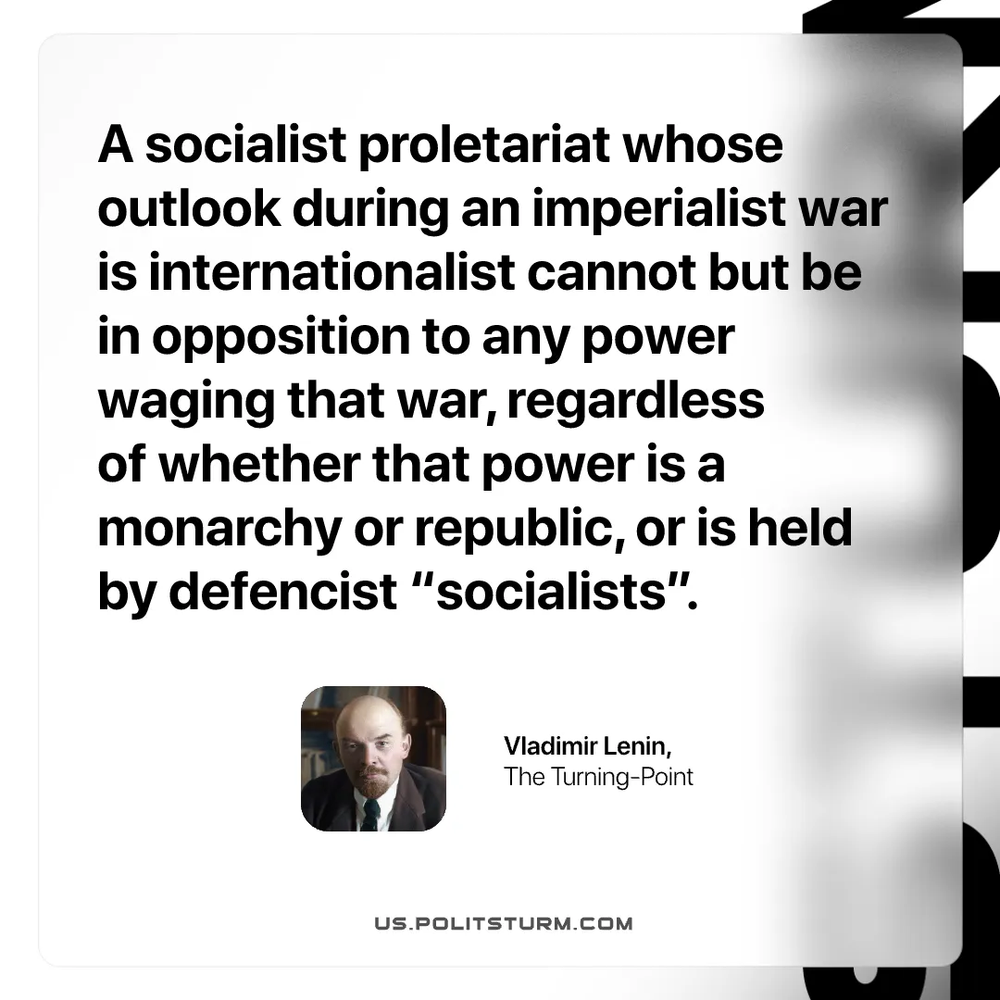 A socialist proletariat whose
outlook during an imperialist war
is internationalist cannot but be
in opposition to any power
waging that war, regardless
of whether that power is a
monarchy or republic, or is held
by defencist “socialists”.
Vladimir Lenin,
The Turning-Point
US.POLITSTURM.COM